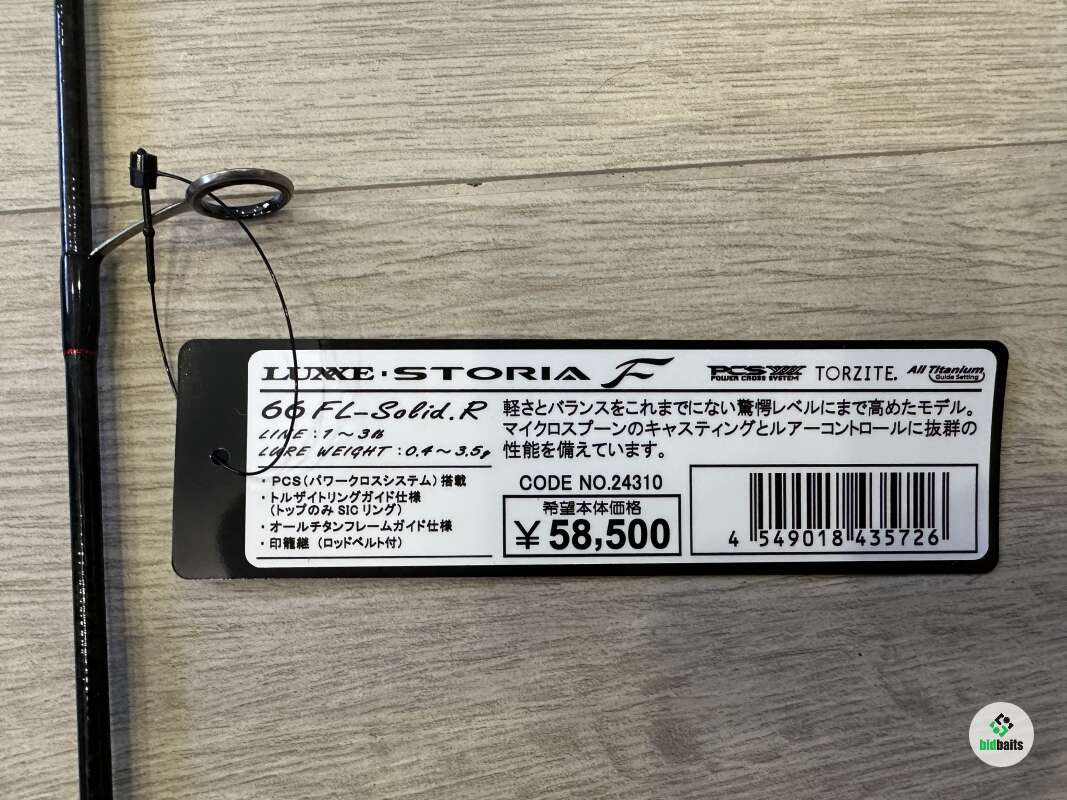 LUXXE · STORIA F
PCS POWER CROSS SYSTEM
TORZITE.
All Titanium Guide Setting
66FL-Solid.R
LINE : 1〜3lb
LURE WEIGHT : 0.4〜3.5g
軽さとバランスをこれまでにない驚愕レベルにまで高めたモデル。
マイクロスプーンのキャスティングとルアーコントロールに抜群の
性能を備えています。
・PCS(パワークロスシステム)搭載
・トルザイトリングガイド仕様
(トップのみSICリング)
・オールチタンフレームガイド仕様
・印籠継(ロッドベルト付)
CODE NO.24310
希望本体価格
¥58,500
4 549018 435726
bidbaits